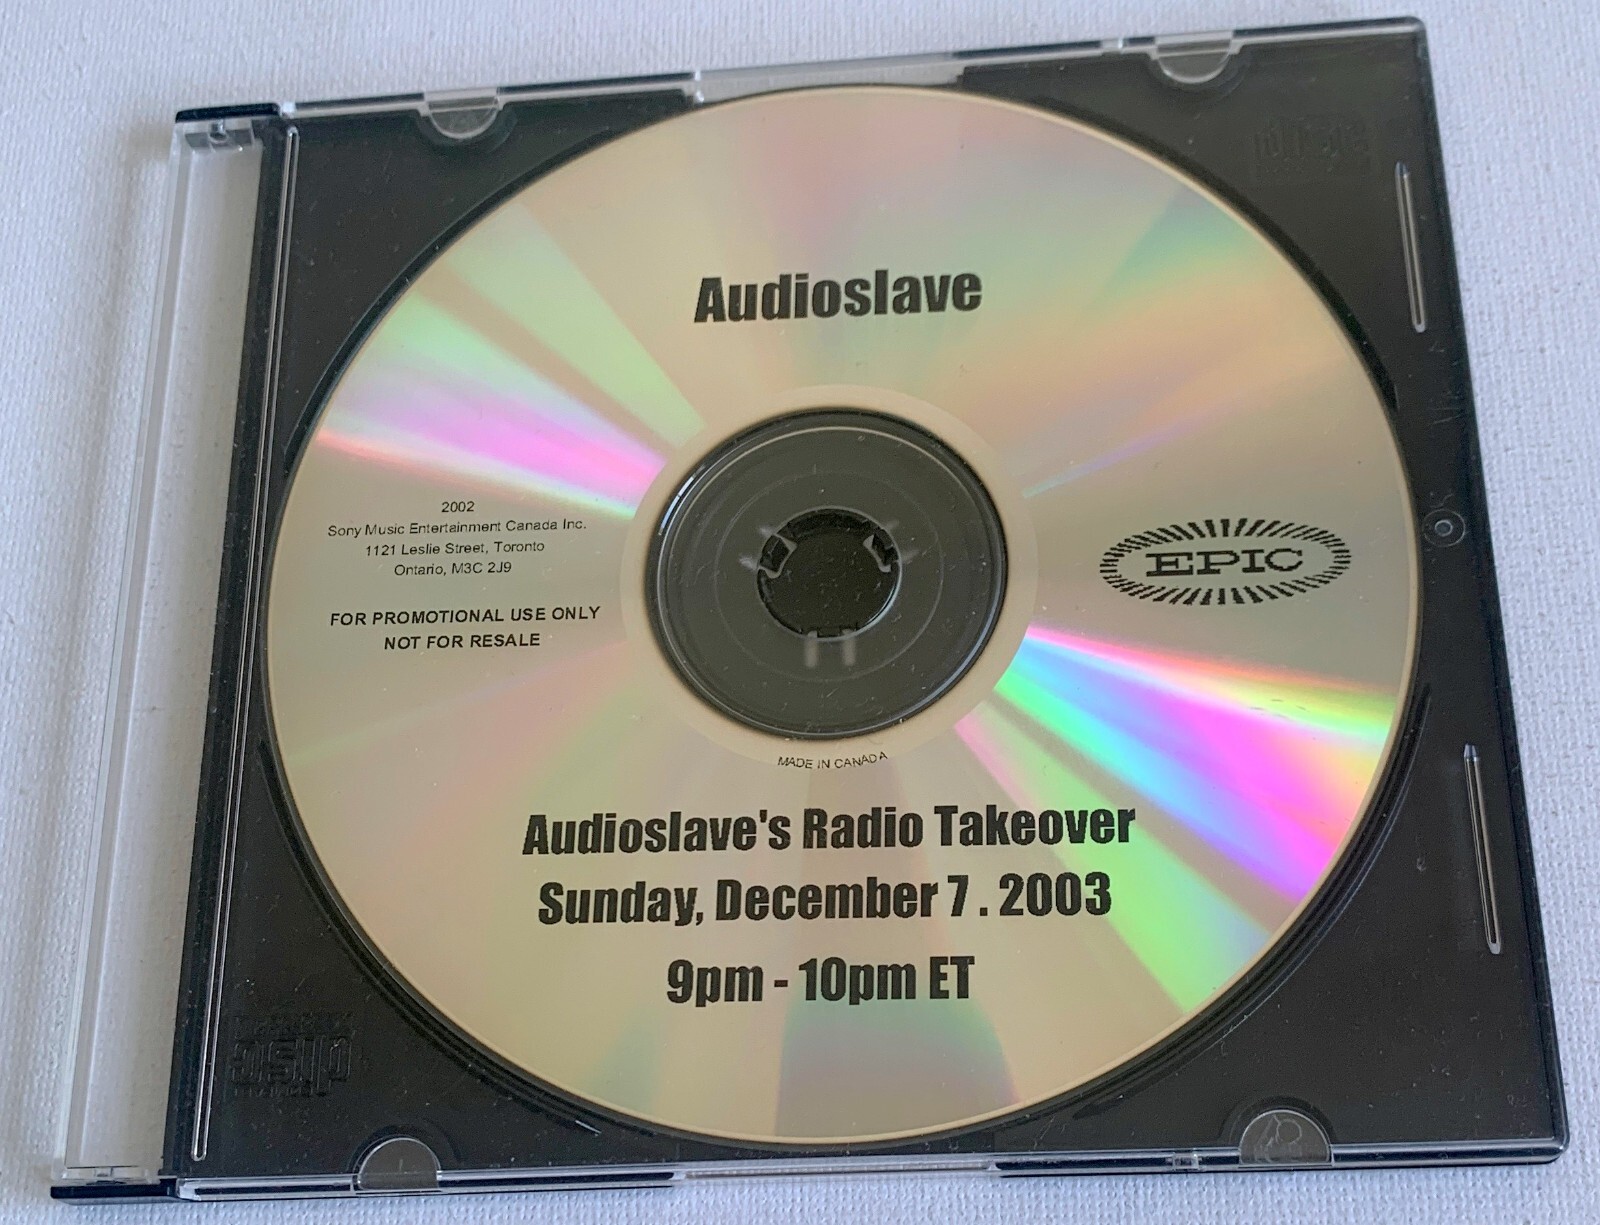 Audioslave
2002
Sony Music Entertainment Canada Inc.
1121 Leslie Street, Toronto
Ontario, M3C 2J9
FOR PROMOTIONAL USE ONLY
NOT FOR RESALE
EPIC
MADE IN CANADA
Audioslave's Radio Takeover
Sunday, December 7 . 2003
9pm - 10pm ET
disc